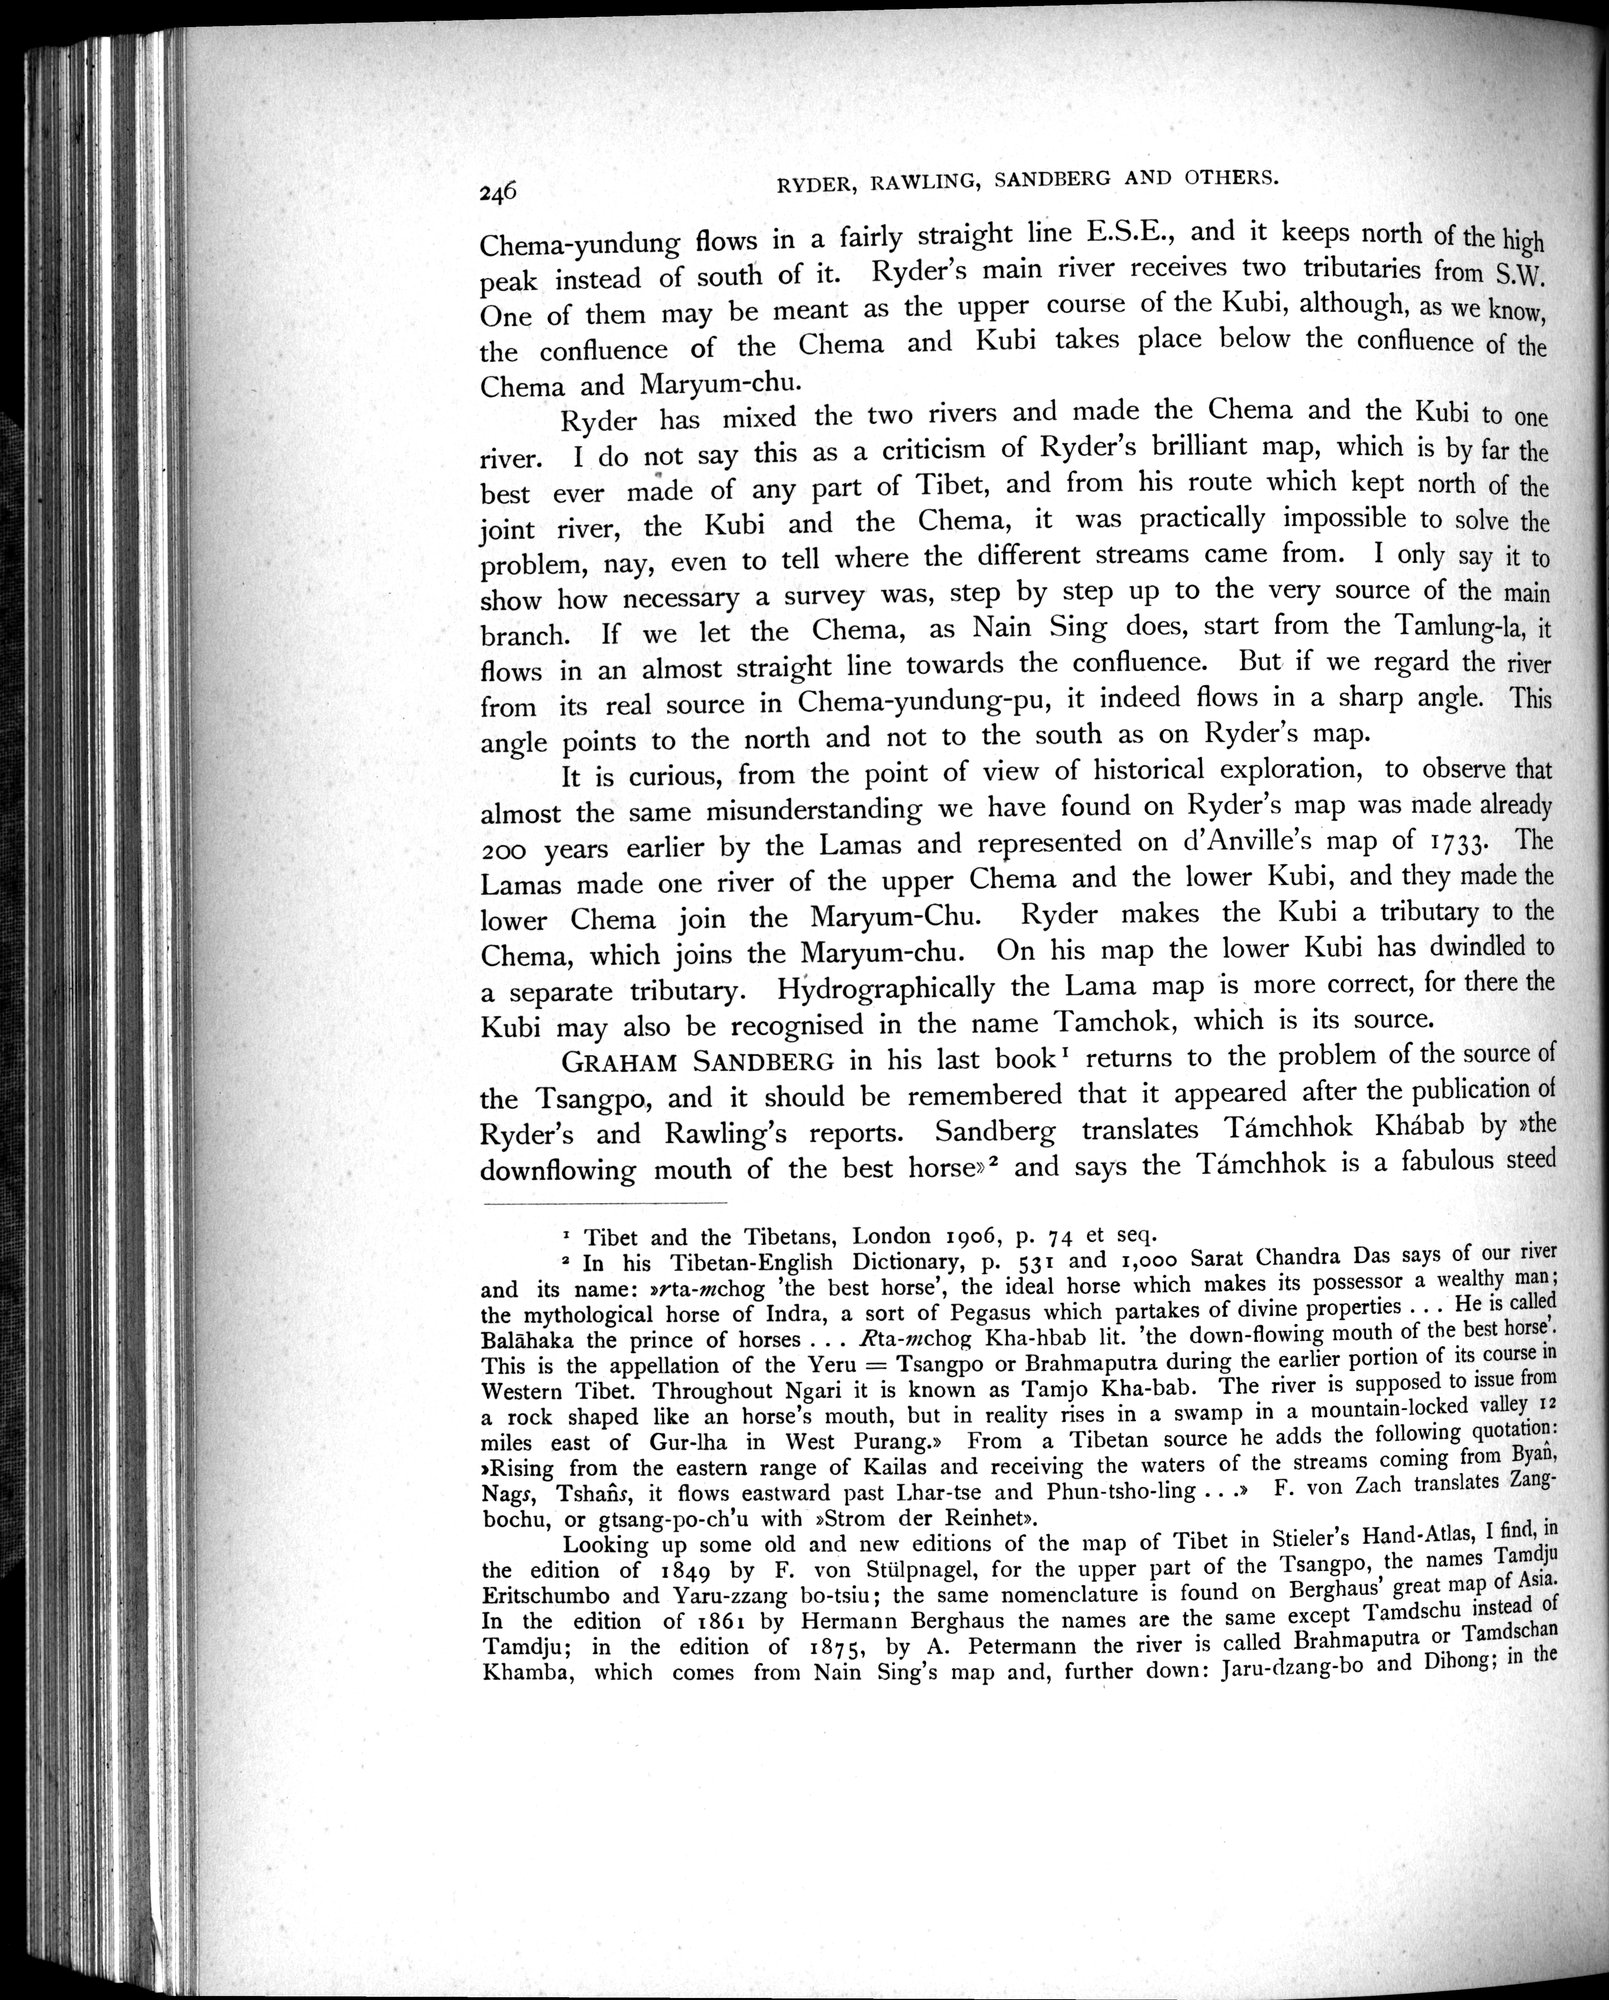 246
RYDER, RAWLING, SANDBERG AND OTHERS.
Chema-yundung flows in a fairly straight line E.S.E., and it keeps north of the high
peak instead of south of it. Ryder's main river receives two tributaries from S.W.
One of them may be meant as the upper course of the Kubi, although, as we know,
the confluence of the Chema and Kubi takes place below the confluence of the
Chema and Maryum-chu.
Ryder has mixed the two rivers and made the Chema and the Kubi to one
river. I do not say this as a criticism of Ryder's brilliant map, which is by far the
best ever made of any part of Tibet, and from his route which kept north of the
joint river, the Kubi and the Chema, it was practically impossible to solve the
problem, nay, even to tell where the different streams came from. I only say it to
show how necessary a survey was, step by step up to the very source of the main
branch. If we let the Chema, as Nain Sing does, start from the Tamlung-la, it
flows in an almost straight line towards the confluence. But if we regard the river
from its real source in Chema-yundung-pu, it indeed flows in a sharp angle. This
angle points to the north and not to the south as on Ryder's map.
It is curious, from the point of view of historical exploration, to observe that
almost the same misunderstanding we have found on Ryder's map was made already
200 years earlier by the Lamas and represented on d'Anville's map of 1733. The
Lamas made one river of the upper Chema and the lower Kubi, and they made the
lower Chema join the Maryum-Chu. Ryder makes the Kubi a tributary to the
Chema, which joins the Maryum-chu. On his map the lower Kubi has dwindled to
a separate tributary. Hydrographically the Lama map is more correct, for there the
Kubi may also be recognised in the name Tamchok, which is its source.
GRAHAM SANDBERG in his last book¹ returns to the problem of the source of
the Tsangpo, and it should be remembered that it appeared after the publication of
Ryder's and Rawling's reports. Sandberg translates Támchhok Khábab by »the
downflowing mouth of the best horse»² and says the Támchhok is a fabulous steed
¹ Tibet and the Tibetans, London 1906, p. 74 et seq.
² In his Tibetan-English Dictionary, p. 531 and 1,000 Sarat Chandra Das says of our river
and its name: »rta-mchog 'the best horse', the ideal horse which makes its possessor a wealthy man;
the mythological horse of Indra, a sort of Pegasus which partakes of divine properties . . . He is called
Balāhaka the prince of horses . . . Rta-mchog Kha-hbab lit. 'the down-flowing mouth of the best horse'.
This is the appellation of the Yeru = Tsangpo or Brahmaputra during the earlier portion of its course in
Western Tibet. Throughout Ngari it is known as Tamjo Kha-bab. The river is supposed to issue from
a rock shaped like an horse's mouth, but in reality rises in a swamp in a mountain-locked valley 12
miles east of Gur-lha in West Purang.» From a Tibetan source he adds the following quotation:
»Rising from the eastern range of Kailas and receiving the waters of the streams coming from Byan̂,
Nags, Tshan̂s, it flows eastward past Lhar-tse and Phun-tsho-ling . . .» F. von Zach translates Zang-
bochu, or gtsang-po-ch'u with »Strom der Reinhet».
Looking up some old and new editions of the map of Tibet in Stieler's Hand-Atlas, I find, in
the edition of 1849 by F. von Stülpnagel, for the upper part of the Tsangpo, the names Tamdju
Eritschumbo and Yaru-zzang bo-tsiu; the same nomenclature is found on Berghaus' great map of Asia.
In the edition of 1861 by Hermann Berghaus the names are the same except Tamdschu instead of
Tamdju; in the edition of 1875, by A. Petermann the river is called Brahmaputra or Tamdschan
Khamba, which comes from Nain Sing's map and, further down: Jaru-dzang-bo and Dihong; in the